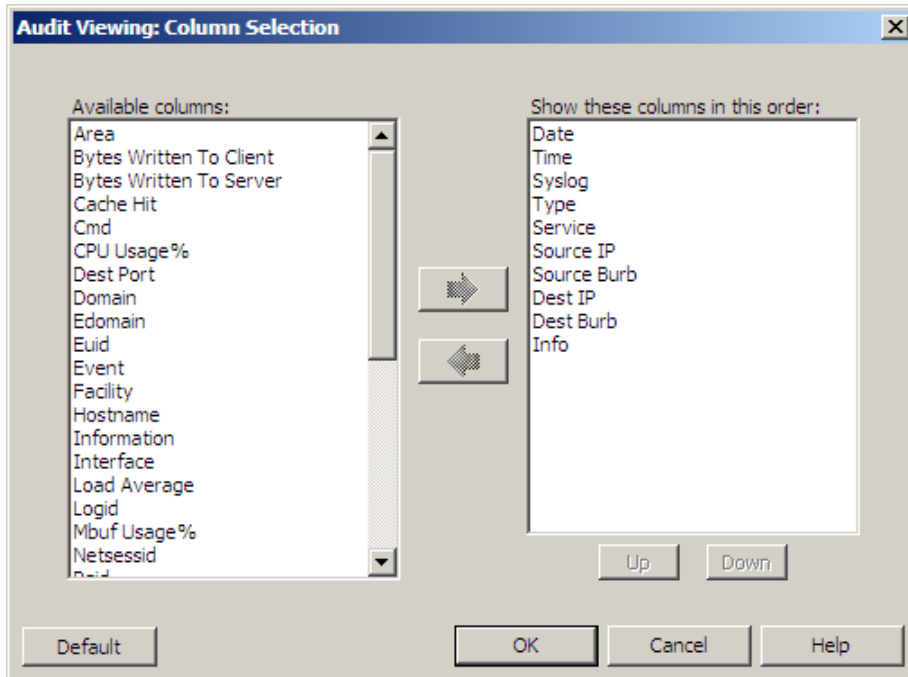 Audit Viewing: Column Selection
Available columns:
Area
Bytes Written To Client
Bytes Written To Server
Cache Hit
Cmd
CPU Usage%
Dest Port
Domain
Edomain
Euid
Event
Facility
Hostname
Information
Interface
Load Average
Logid
Mbuf Usage%
Netsessid
Show these columns in this order:
Date
Time
Syslog
Type
Service
Source IP
Source Burb
Dest IP
Dest Burb
Info
Up Down
Default OK Cancel Help